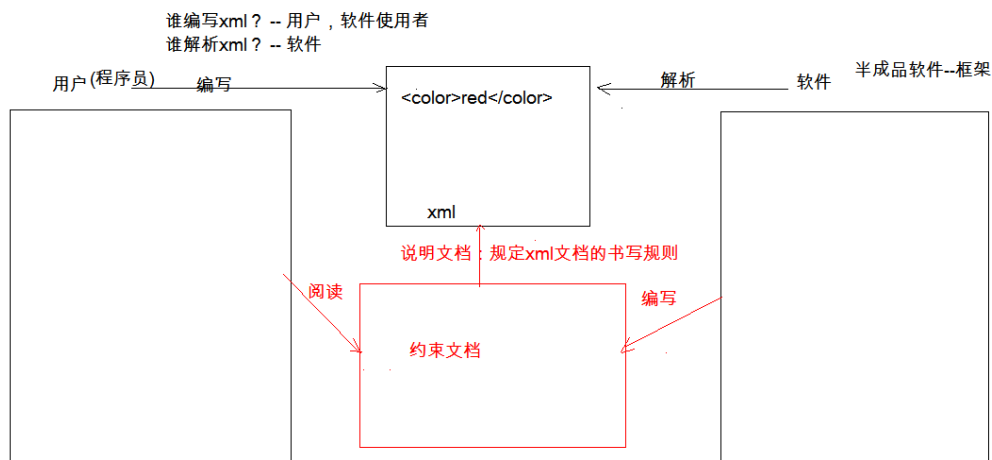 谁编写xml？ -- 用户，软件使用者
谁解析xml？ -- 软件
用户(程序员)
编写
<color>red</color>
xml
解析
软件
半成品软件--框架
说明文档：规定xml文档的书写规则
阅读
约束文档
编写